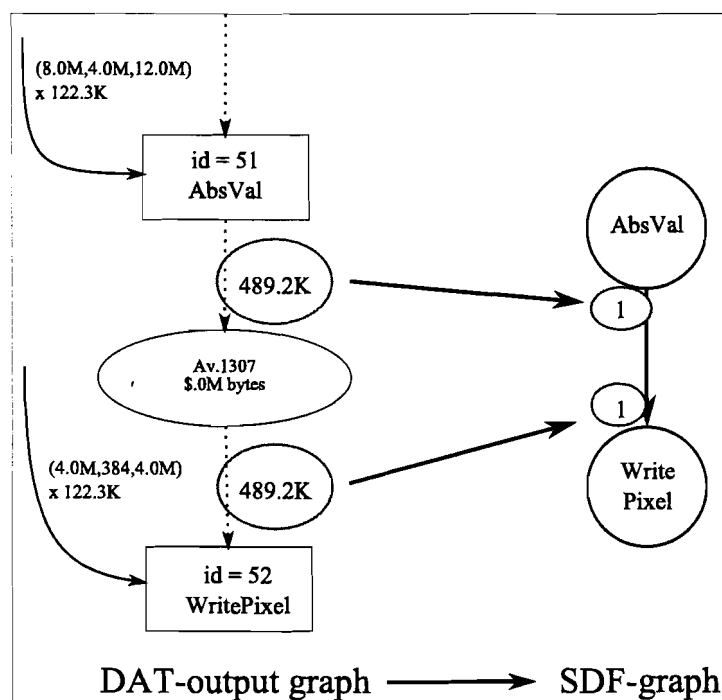 (8.0M,4.0M,12.0M)
x 122.3K
id = 51
AbsVal
AbsVal
489.2K
1
Av.1307
$.0M bytes
1
(4.0M,384,4.0M)
x 122.3K
489.2K
Write
Pixel
id = 52
WritePixel
DAT-output graph
SDF-graph